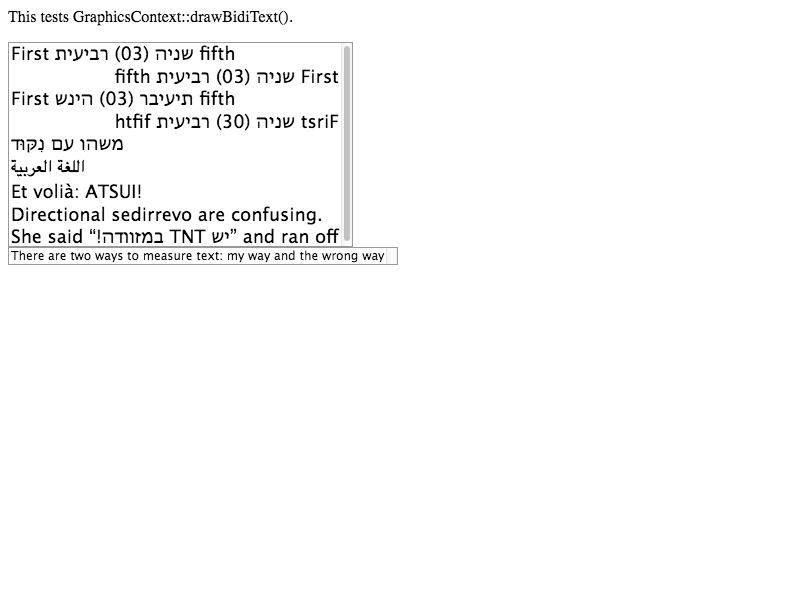 This tests GraphicsContext::drawBidiText().
First שניה (03) רביעית fifth
First שניה (03) רביעית fifth
First תיעיבר (03) הינש fifth
tsriF שניה (30) רביעית htfif
משהו עם נִקּוּד
اللغة العربية
Et volià: ATSUI!
Directional sedirrevo are confusing.
She said “יש TNT במזוודה!” and ran off
There are two ways to measure text: my way and the wrong way